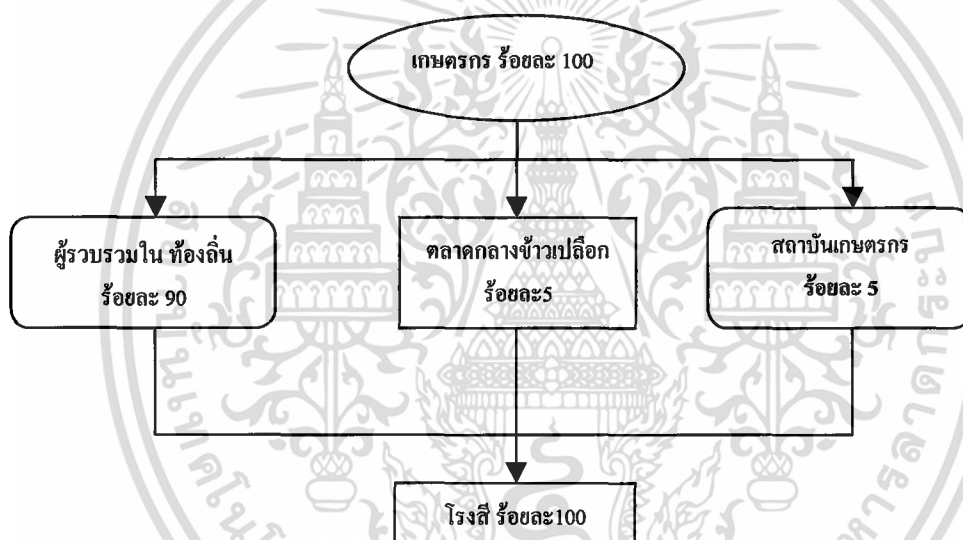 เกษตรกร ร้อยละ 100
ผู้รวบรวมใน ท้องถิ่น
ร้อยละ 90
ตลาดกลางข้าวเปลือก
ร้อยละ5
สถาบันเกษตรกร
ร้อยละ 5
โรงสี ร้อยละ100